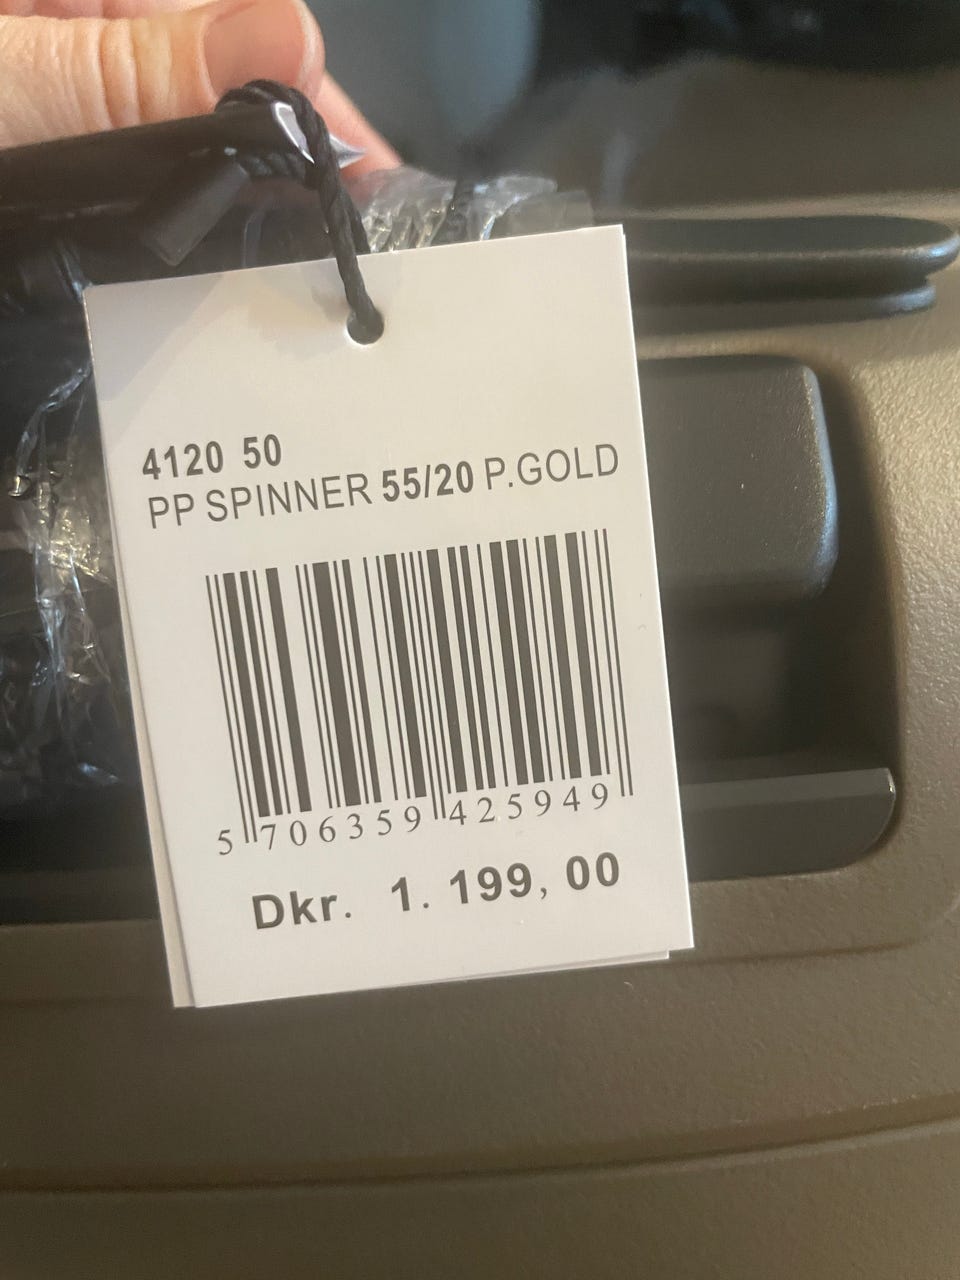 4120 50
PP SPINNER 55/20 P.GOLD
5 706359 425949
Dkr. 1. 199, 00